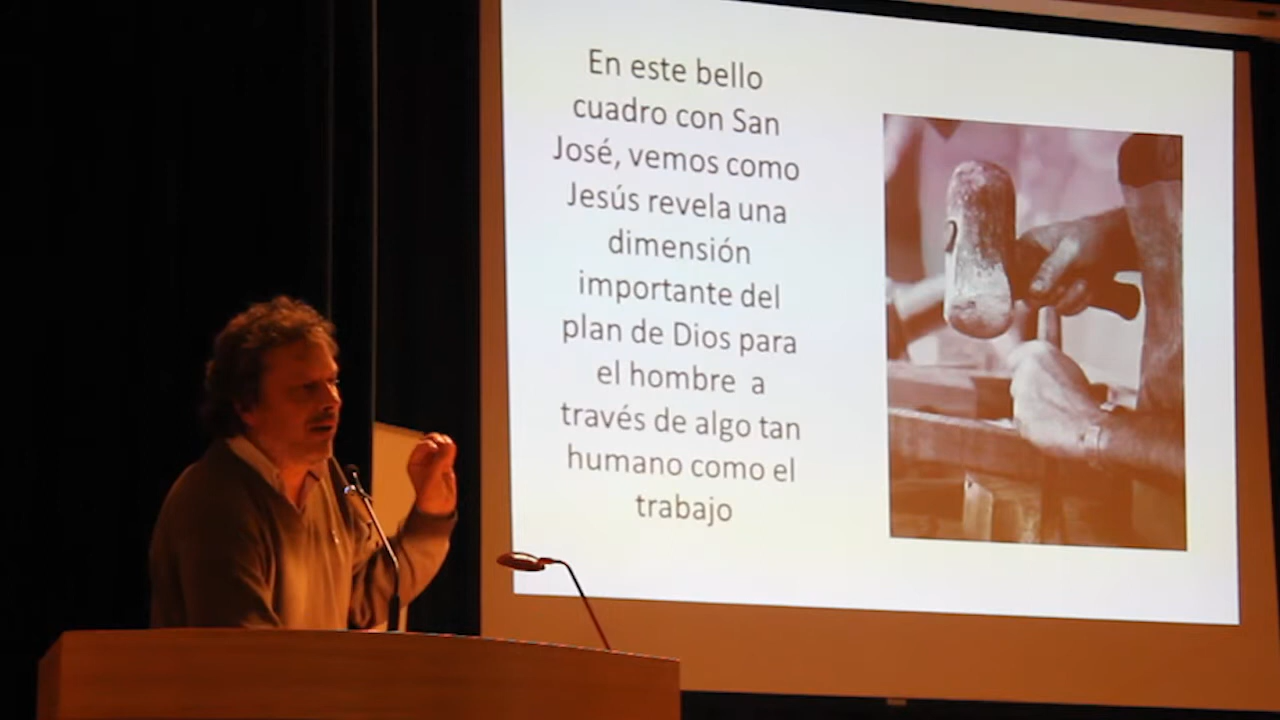 En este bello
cuadro con San
José, vemos como
Jesús revela una
dimensión
importante del
plan de Dios para
el hombre a
través de algo tan
humano como el
trabajo